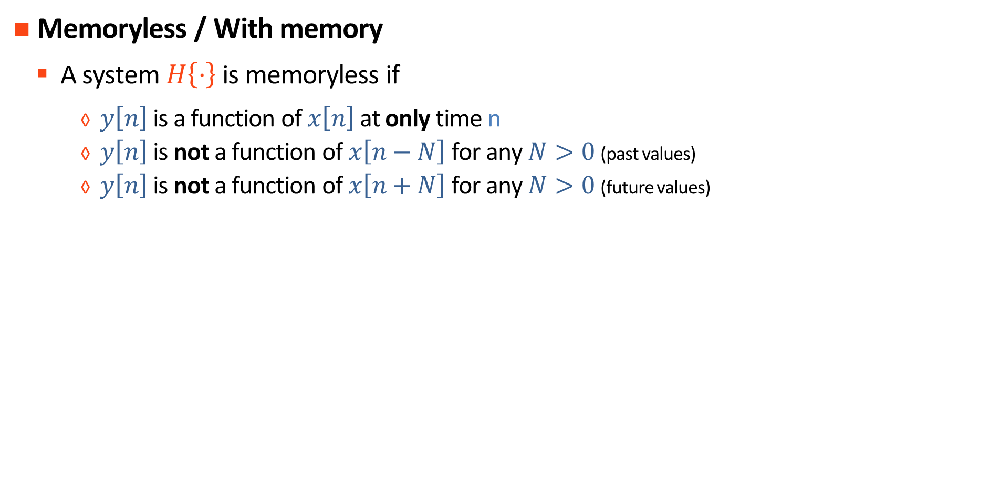 ■ Memoryless / With memory
▪ A system H{·} is memoryless if
◊ y[n] is a function of x[n] at only time n
◊ y[n] is not a function of x[n − N] for any N > 0 (past values)
◊ y[n] is not a function of x[n + N] for any N > 0 (future values)